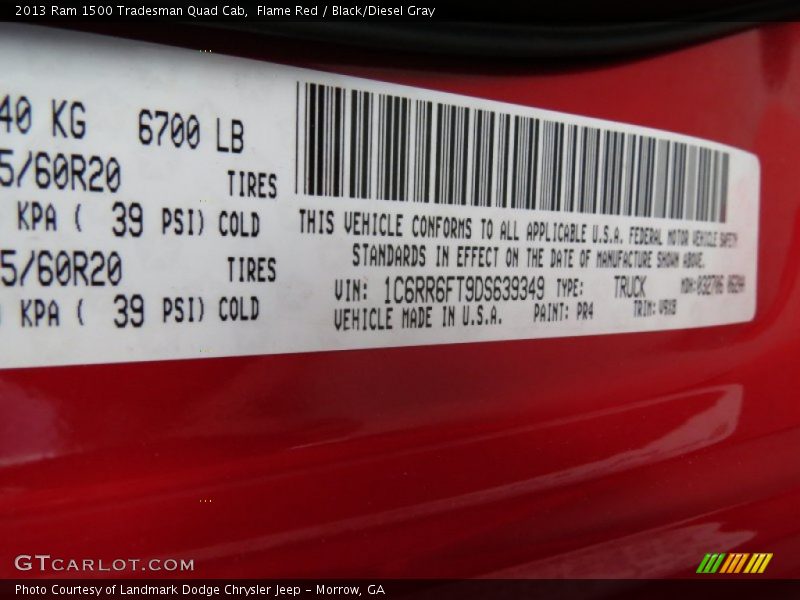 2013 Ram 1500 Tradesman Quad Cab,  Flame Red / Black/Diesel Gray
40 KG 6700 LB
5/60R20 TIRES
KPA ( 39 PSI) COLD
5/60R20 TIRES
KPA ( 39 PSI) COLD
THIS VEHICLE CONFORMS TO ALL APPLICABLE U.S.A. FEDERAL MOTOR VEHICLE SAFETY
STANDARDS IN EFFECT ON THE DATE OF MANUFACTURE SHOWN ABOVE.
VIN: 1C6RR6FT9DS639349 TYPE: TRUCK MDH:
VEHICLE MADE IN U.S.A. PAINT: PR4 TRIM:
GTCARLOT.COM
Photo Courtesy of Landmark Dodge Chrysler Jeep - Morrow, GA